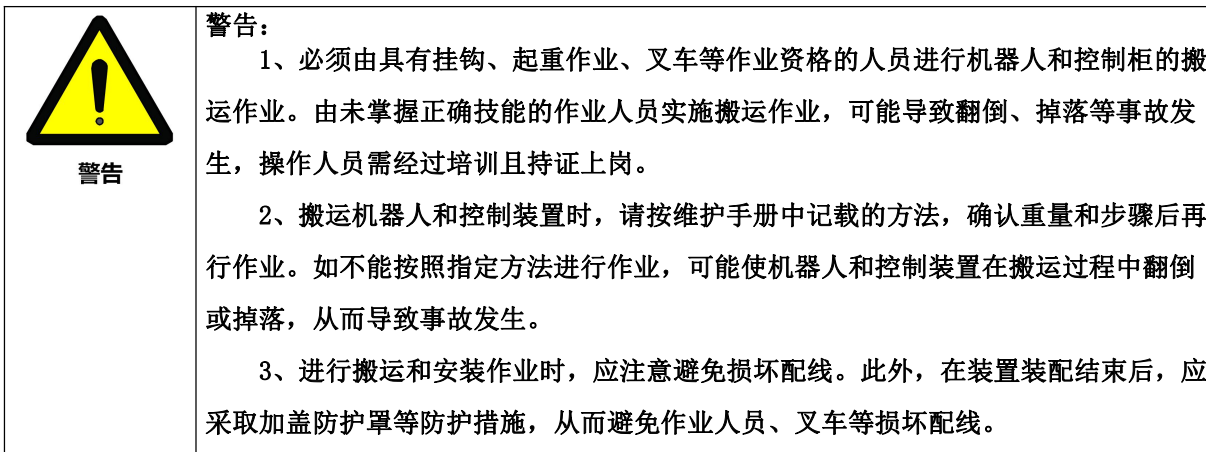 警告
警告：
1、必须由具有挂钩、起重作业、叉车等作业资格的人员进行机器人和控制柜的搬
运作业。由未掌握正确技能的作业人员实施搬运作业，可能导致翻倒、掉落等事故发
生，操作人员需经过培训且持证上岗。
2、搬运机器人和控制装置时，请按维护手册中记载的方法，确认重量和步骤后再
行作业。如不能按照指定方法进行作业，可能使机器人和控制装置在搬运过程中翻倒
或掉落，从而导致事故发生。
3、进行搬运和安装作业时，应注意避免损坏配线。此外，在装置装配结束后，应
采取加盖防护罩等防护措施，从而避免作业人员、叉车等损坏配线。